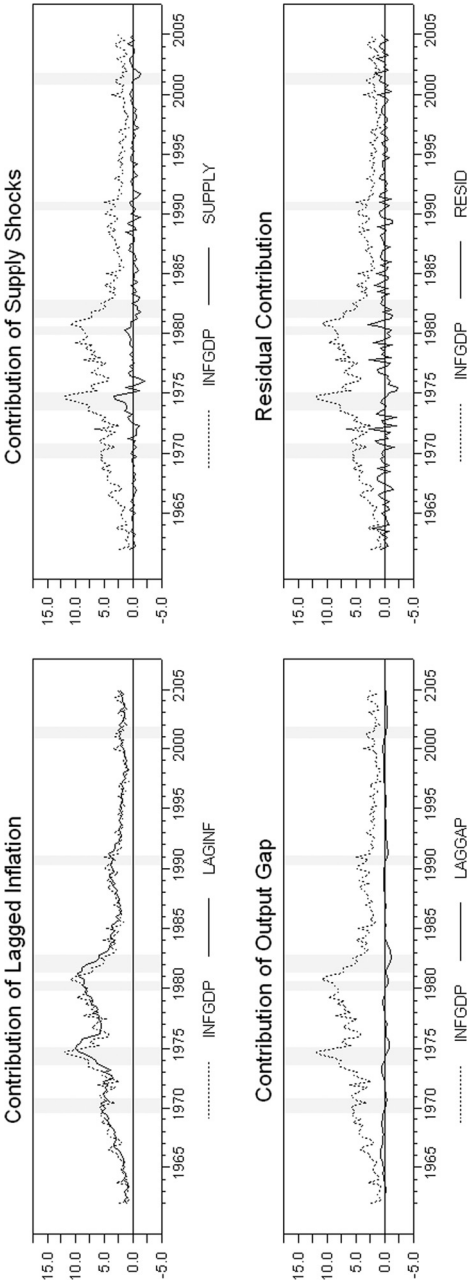 Contribution of Lagged Inflation
15.0
10.0
5.0
0.0
-5.0
1965 1970 1975 1980 1985 1990 1995 2000 2305
INFGDP LAGINF
Contribution of Supply Shocks
15.0
10.0
5.0
0.0
-5.0
1965 1970 1975 1980 1985 1990 1995 2000 2005
INFGDP SUPPLY
Contribution of Output Gap
15.0
10.0
5.0
0.0
-5.0
1965 1970 1975 1980 1985 1990 1995 2000 2305
INFGDP LAGGAP
Residual Contribution
15.0
10.0
5.0
0.0
-5.0
1965 1970 1975 1980 1985 1990 1995 2000 2005
INFGDP RESID